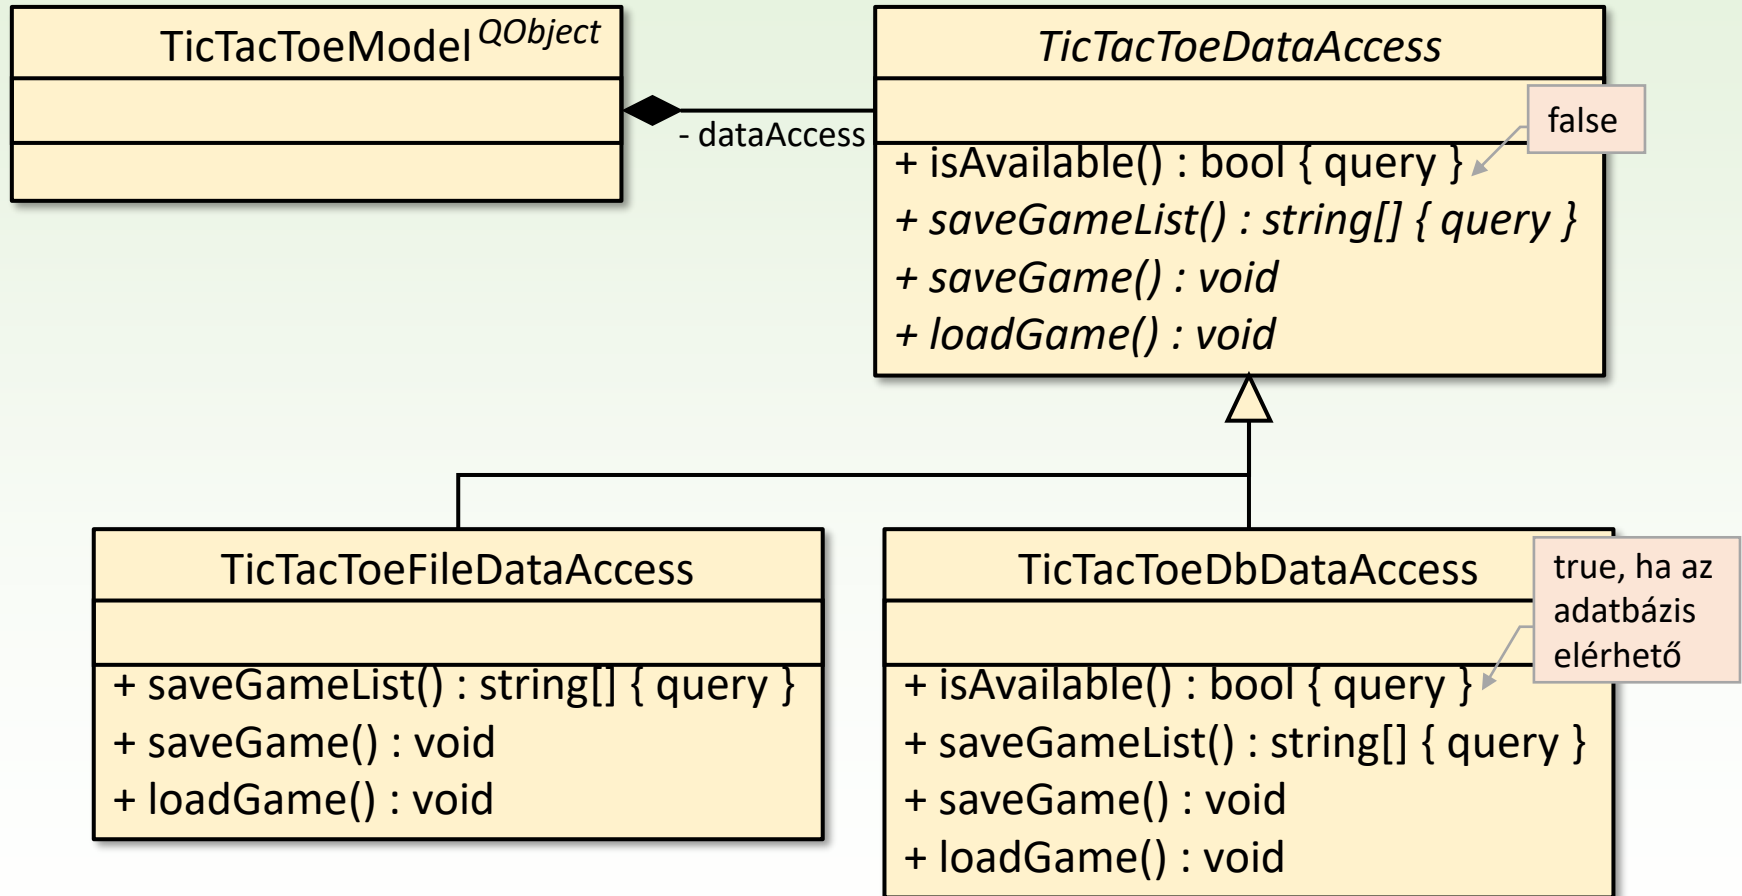 TicTacToeModel QObject
- dataAccess
TicTacToeDataAccess
+ isAvailable() : bool { query }
false
+ saveGameList() : string[] { query }
+ saveGame() : void
+ loadGame() : void
TicTacToeFileDataAccess
+ saveGameList() : string[] { query }
+ saveGame() : void
+ loadGame() : void
TicTacToeDbDataAccess
true, ha az
adatbázis
elérhető
+ isAvailable() : bool { query }
+ saveGameList() : string[] { query }
+ saveGame() : void
+ loadGame() : void